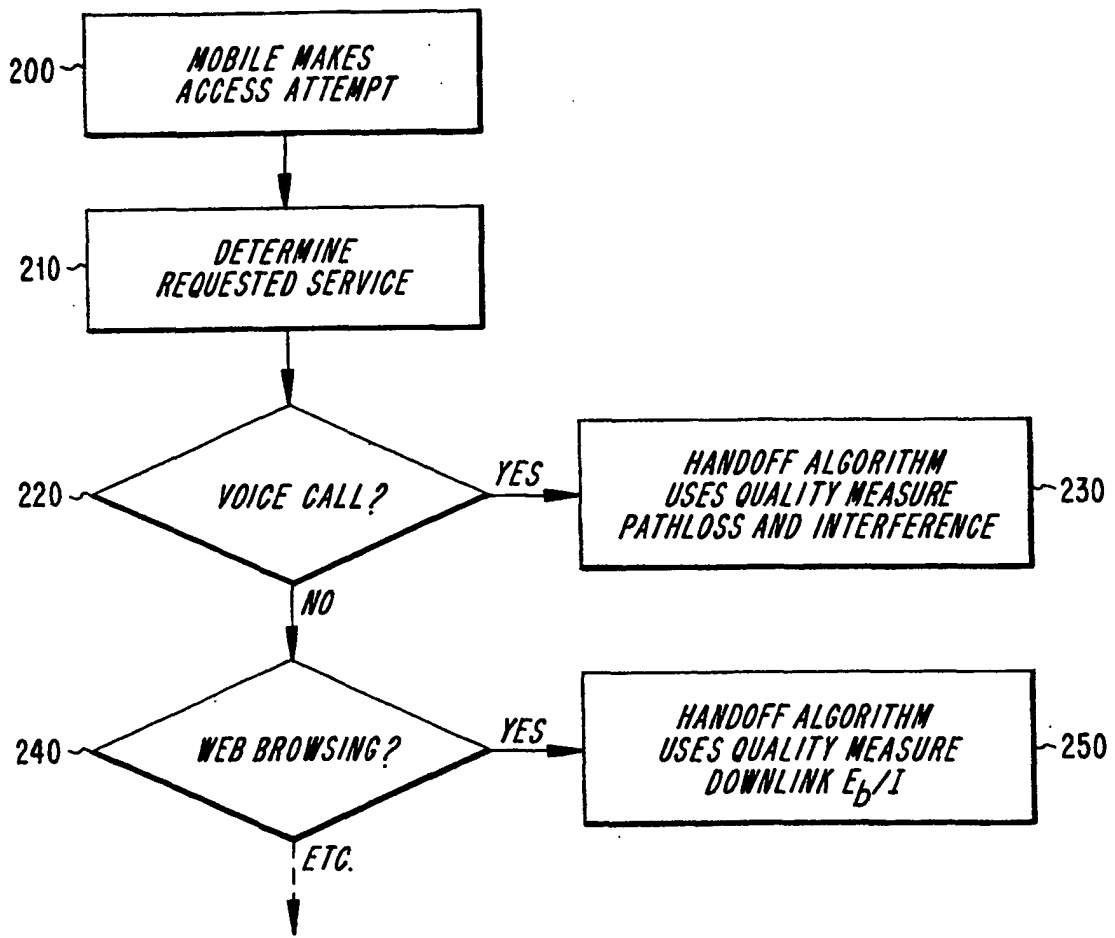 200
MOBILE MAKES
ACCESS ATTEMPT
210
DETERMINE
REQUESTED SERVICE
220
VOICE CALL?
YES
HANDOFF ALGORITHM
USES QUALITY MEASURE
PATHLOSS AND INTERFERENCE
230
NO
240
WEB BROWSING?
YES
HANDOFF ALGORITHM
USES QUALITY MEASURE
DOWNLINK Eb/I
250
ETC.